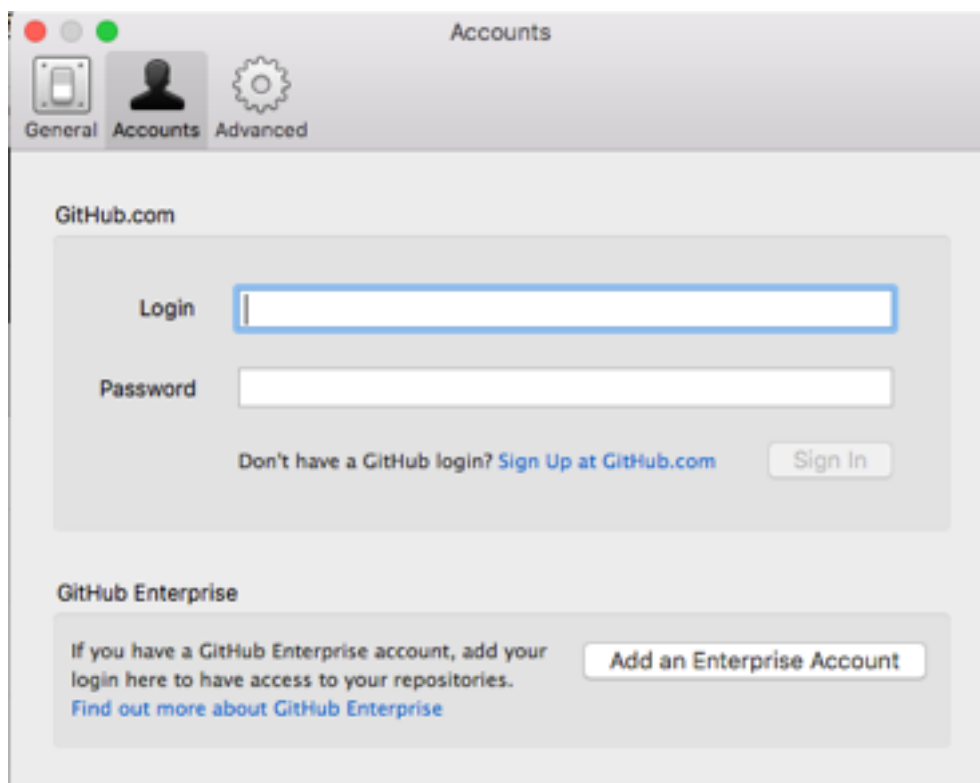 Accounts
General Accounts Advanced
GitHub.com
Login
Password
Don't have a GitHub login? Sign Up at GitHub.com Sign In
GitHub Enterprise
If you have a GitHub Enterprise account, add your
login here to have access to your repositories.
Find out more about GitHub Enterprise
Add an Enterprise Account